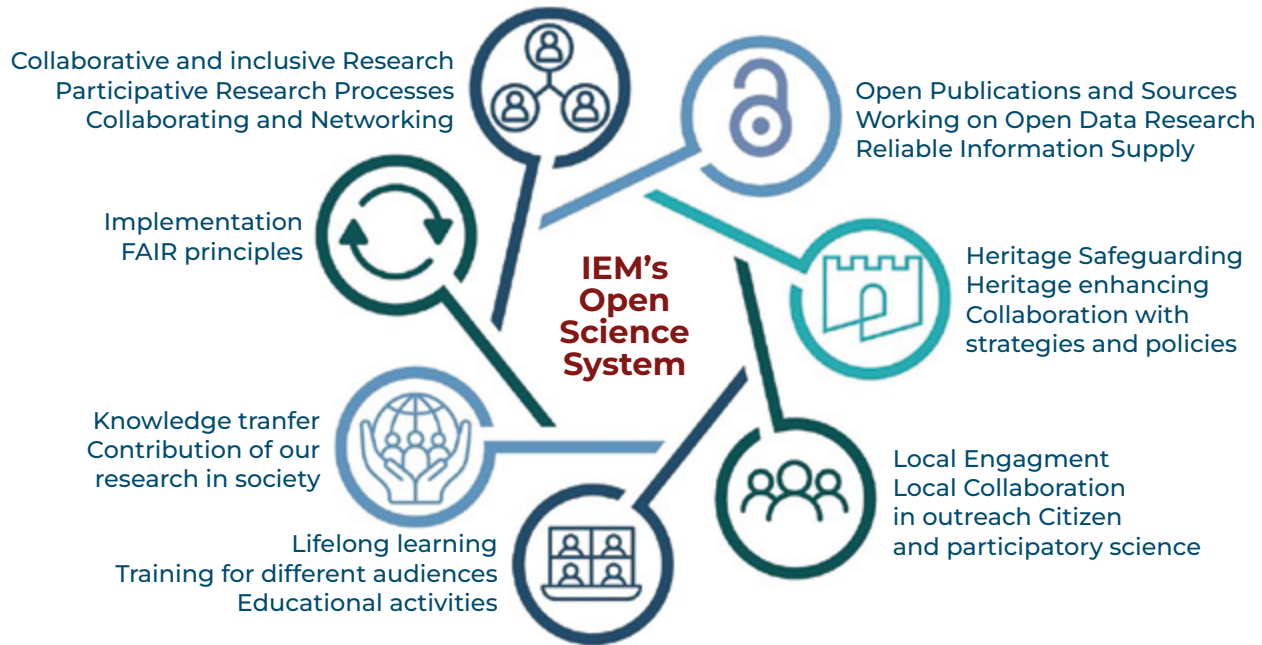 Collaborative and inclusive Research
Participative Research Processes
Collaborating and Networking
Open Publications and Sources
Working on Open Data Research
Reliable Information Supply
Implementation
FAIR principles
IEM's
Open
Science
System
Heritage Safeguarding
Heritage enhancing
Collaboration with
strategies and policies
Knowledge tranfer
Contribution of our
research in society
Local Engagment
Local Collaboration
in outreach Citizen
and participatory science
Lifelong learning
Training for different audiences
Educational activities